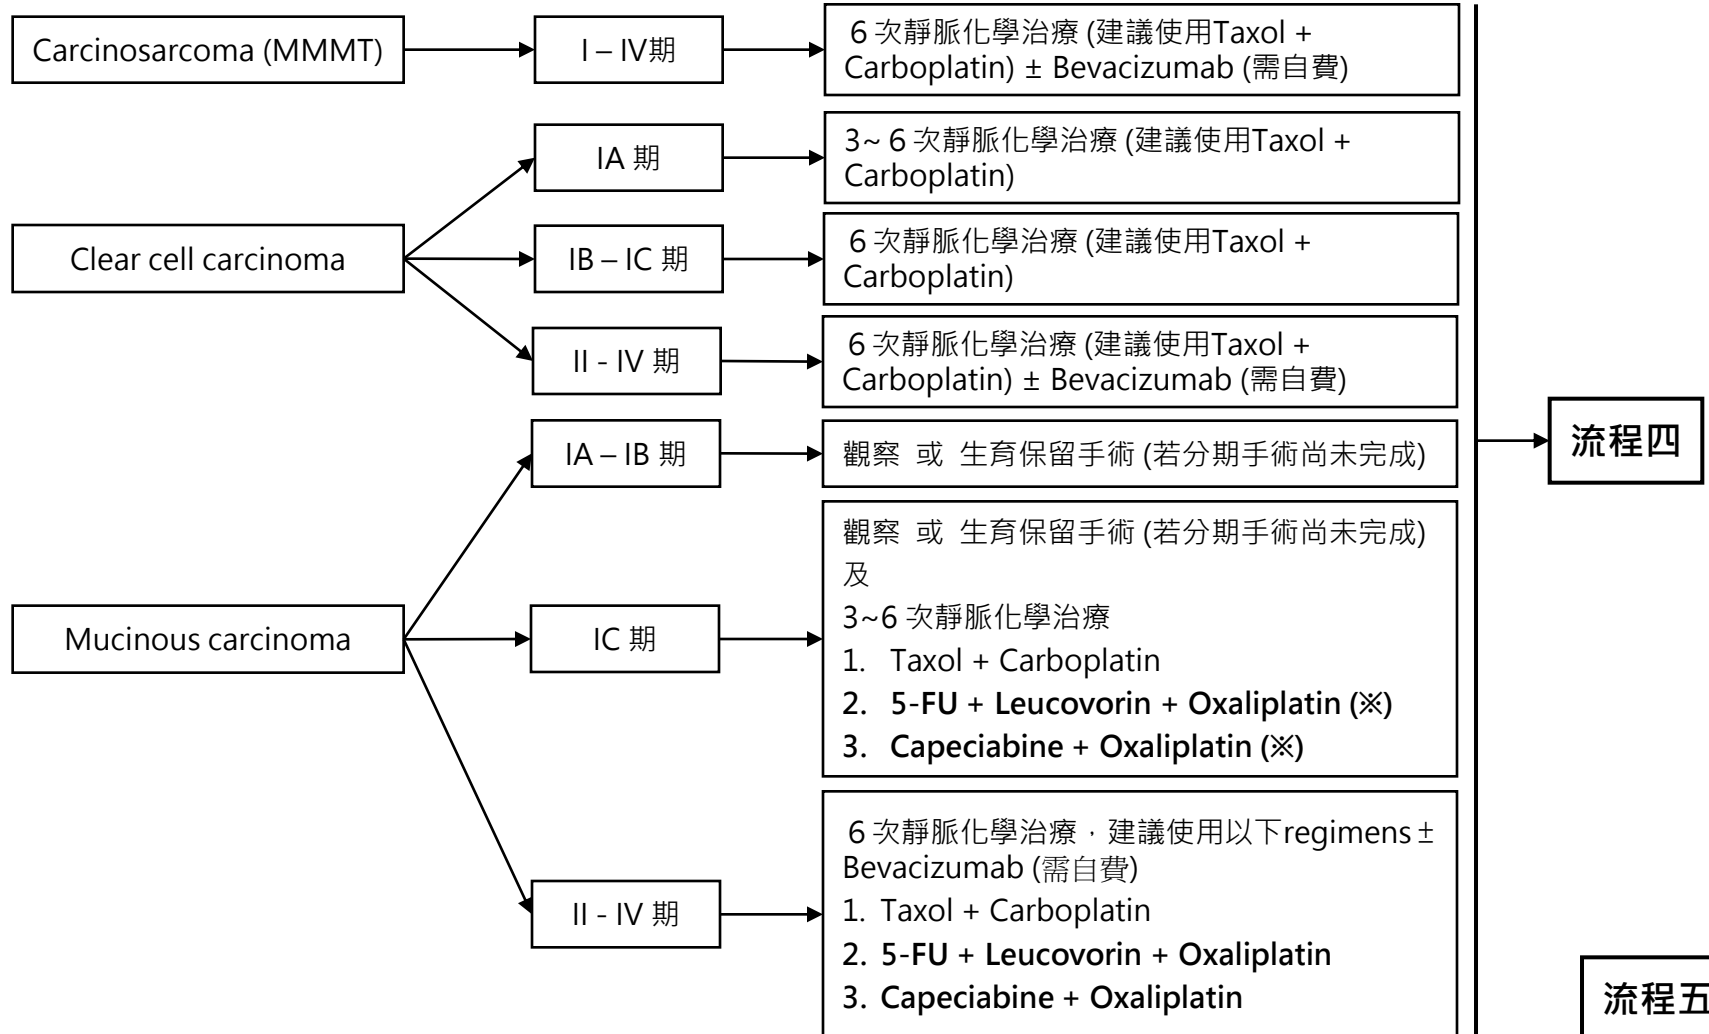 Carcinosarcoma (MMMT)
I – IV期
6 次靜脈化學治療 (建議使用Taxol +
Carboplatin) ± Bevacizumab (需自費)
Clear cell carcinoma
IA 期
3~ 6 次靜脈化學治療 (建議使用Taxol +
Carboplatin)
IB – IC 期
6 次靜脈化學治療 (建議使用Taxol +
Carboplatin)
II - IV 期
6 次靜脈化學治療 (建議使用Taxol +
Carboplatin) ± Bevacizumab (需自費)
Mucinous carcinoma
IA – IB 期
觀察 或 生育保留手術 (若分期手術尚未完成)
IC 期
觀察 或 生育保留手術 (若分期手術尚未完成)
及
3~6 次靜脈化學治療
1. Taxol + Carboplatin
2. 5-FU + Leucovorin + Oxaliplatin (※)
3. Capeciabine + Oxaliplatin (※)
II - IV 期
6 次靜脈化學治療，建議使用以下regimens ±
Bevacizumab (需自費)
1. Taxol + Carboplatin
2. 5-FU + Leucovorin + Oxaliplatin
3. Capeciabine + Oxaliplatin
流程四
流程五